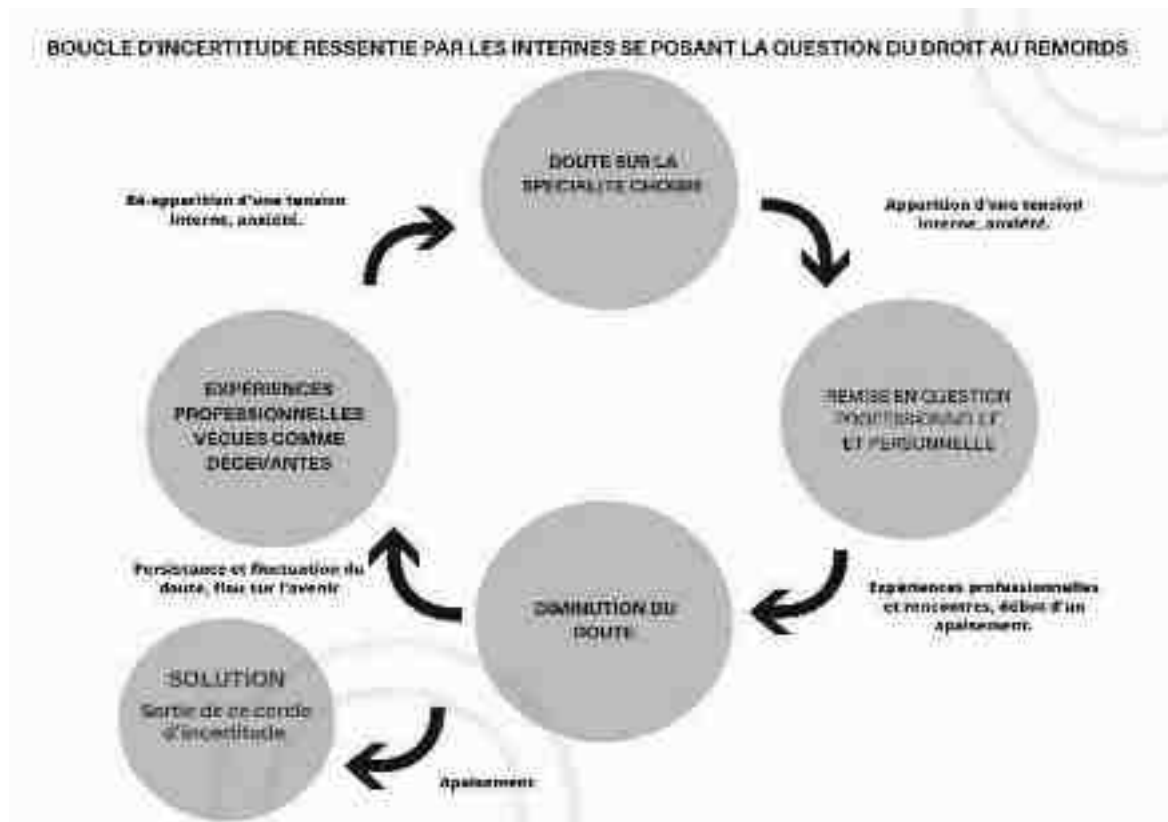 BOUCLE D'INCERTITUDE RESSENTIE PAR LES INTERNES SE POSANT LA QUESTION DU DROIT AU REMORDS
DOUTE SUR LA
SPECIALITE CHOISIE
Ré-apparition d'une tension
interne, anxiété.
Apparition d'une tension
interne, anxiété.
EXPÉRIENCES
PROFESSIONNELLES
VECUES COMME
DECEVANTES
REMISE EN QUESTION
PROFESSIONNELLE
ET PERSONNELLE
Persistance et fluctuation du
doute, flou sur l'avenir
Expériences professionnelles
et rencontres, début d'un
apaisement.
DIMINUTION DU
DOUTE
SOLUTION
Sortie de ce cercle
d'incertitude
Apaisement